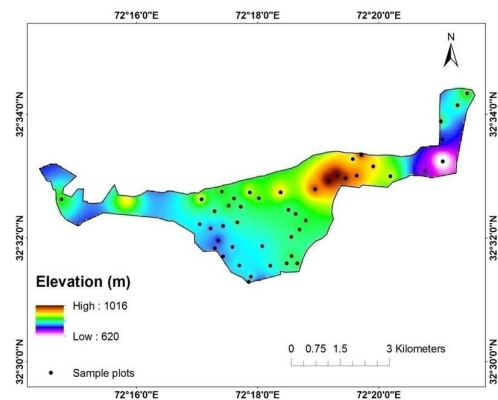 72°16'0"E 72°18'0"E 72°20'0"E
N
32°34'0"N 32°34'0"N
32°32'0"N 32°32'0"N
Elevation (m)
High : 1016
Low : 620
0 0.75 1.5 3 Kilometers
Sample plots
32°30'0"N 32°30'0"N
72°16'0"E 72°18'0"E 72°20'0"E